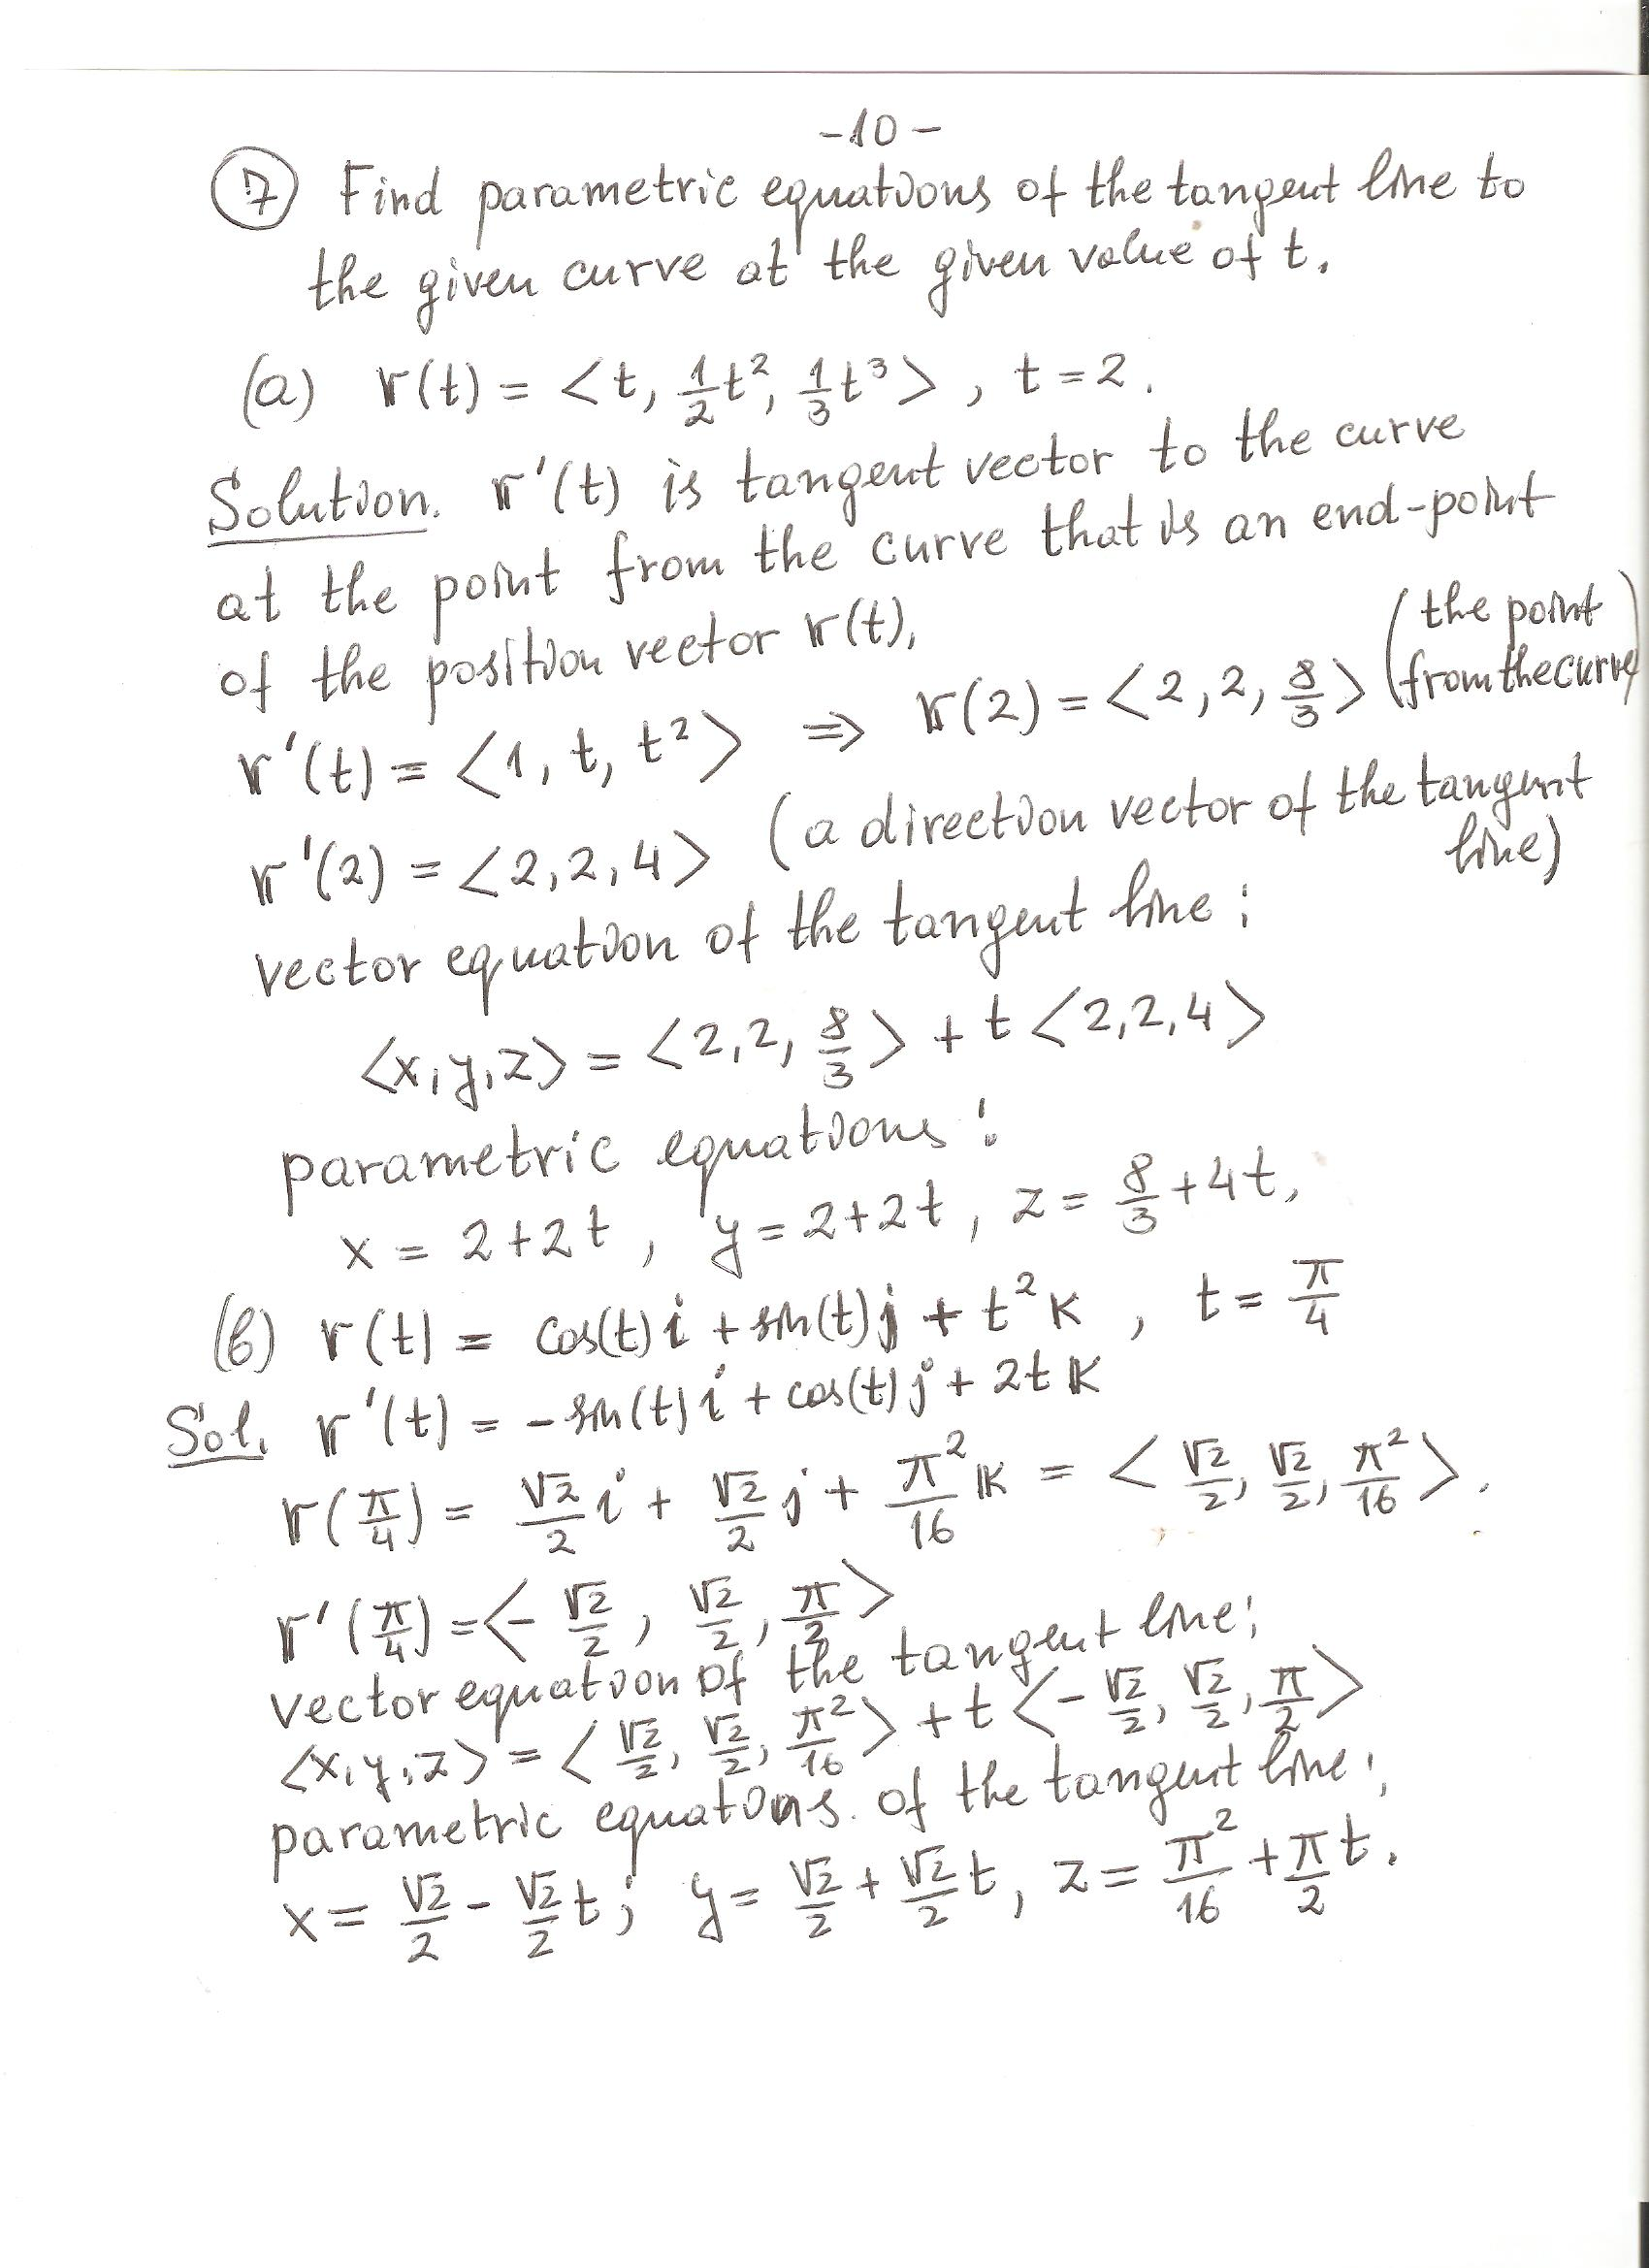 -10-
⑦ Find parametric equations of the tangent line to
the given curve at the given value of t.
(a) r(t) = <t, 1/2 t², 1/3 t³>, t=2.
Solution. r'(t) is tangent vector to the curve
at the point from the curve that is an end-point
of the position vector r(t).
r'(t) = <1, t, t²> ⇒ r(2) = <2, 2, 8/3> (the point from the curve)
r'(2) = <2, 2, 4> (a direction vector of the tangent
line)
vector equation of the tangent line:
<x, y, z> = <2, 2, 8/3> + t <2, 2, 4>
parametric equations:
x = 2+2t, y = 2+2t, z = 8/3 + 4t.
(b) r(t) = cos(t) i + sin(t) j + t² k, t = π/4
Sol. r'(t) = -sin(t) i + cos(t) j + 2t k
r(π/4) = √2/2 i + √2/2 j + π²/16 k = <√2/2, √2/2, π²/16>.
r'(π/4) = <-√2/2, √2/2, π/2>
vector equation of the tangent line:
<x, y, z> = <√2/2, √2/2, π²/16> + t <-√2/2, √2/2, π/2>
parametric equations of the tangent line:
x = √2/2 - √2/2 t; y = √2/2 + √2/2 t, z = π²/16 + π/2 t.